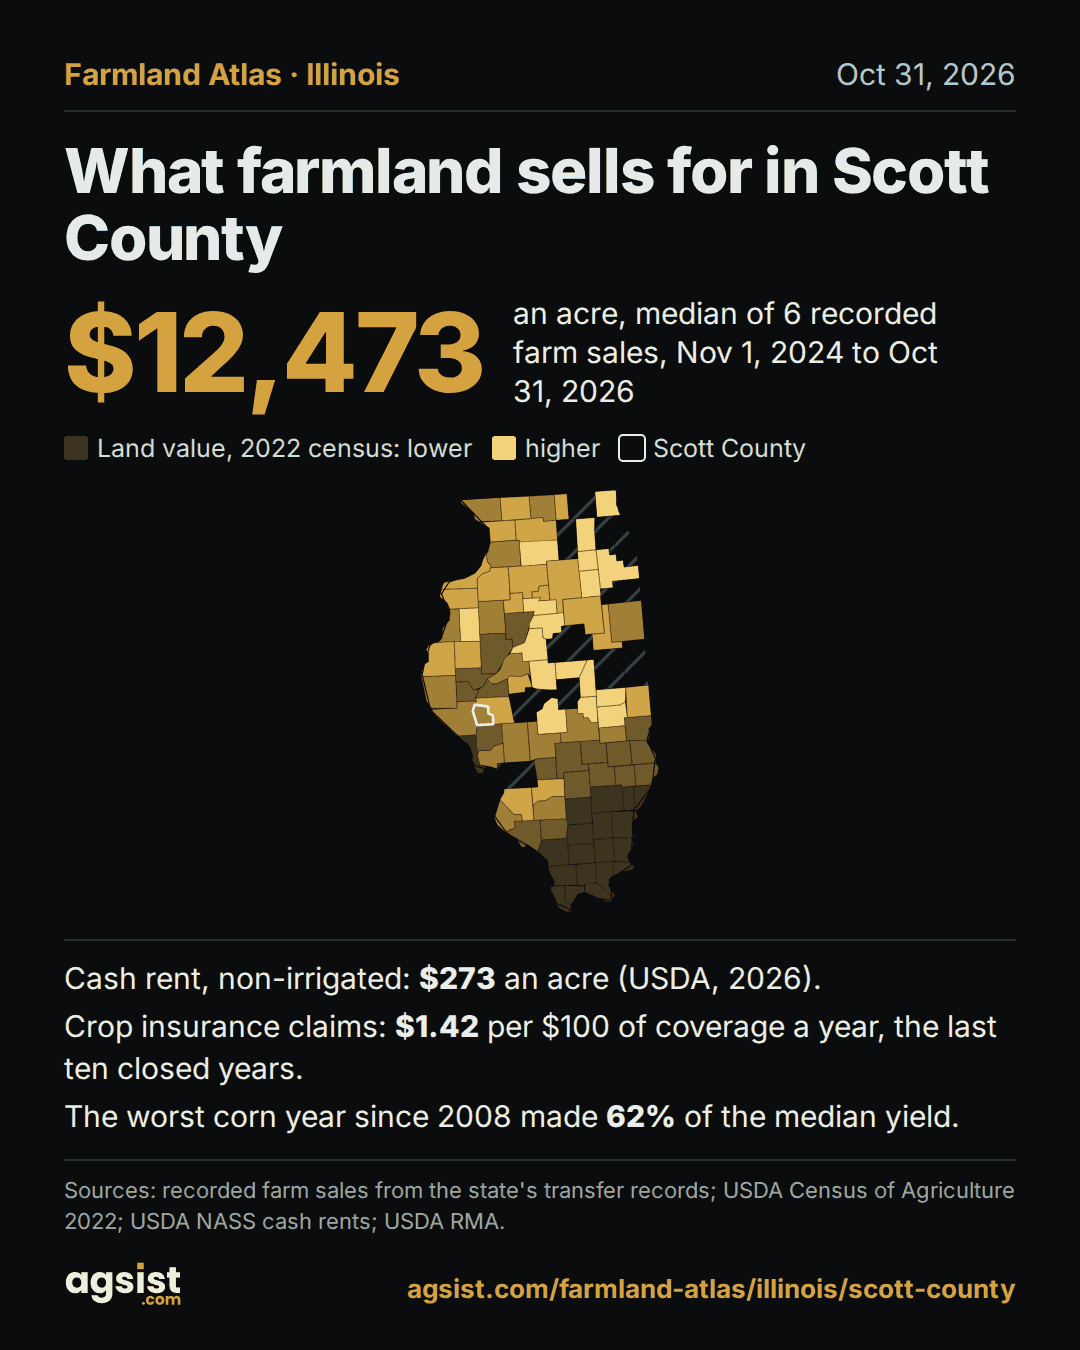 Farmland Atlas · Illinois
Oct 31, 2026
What farmland sells for in Scott
County
$12,473
an acre, median of 6 recorded
farm sales, Nov 1, 2024 to Oct
31, 2026
Land value, 2022 census: lower
higher
Scott County
Cash rent, non-irrigated: $273 an acre (USDA, 2026).
Crop insurance claims: $1.42 per $100 of coverage a year, the last
ten closed years.
The worst corn year since 2008 made 62% of the median yield.
Sources: recorded farm sales from the state's transfer records; USDA Census of Agriculture
2022; USDA NASS cash rents; USDA RMA.
agsist
.com
agsist.com/farmland-atlas/illinois/scott-county